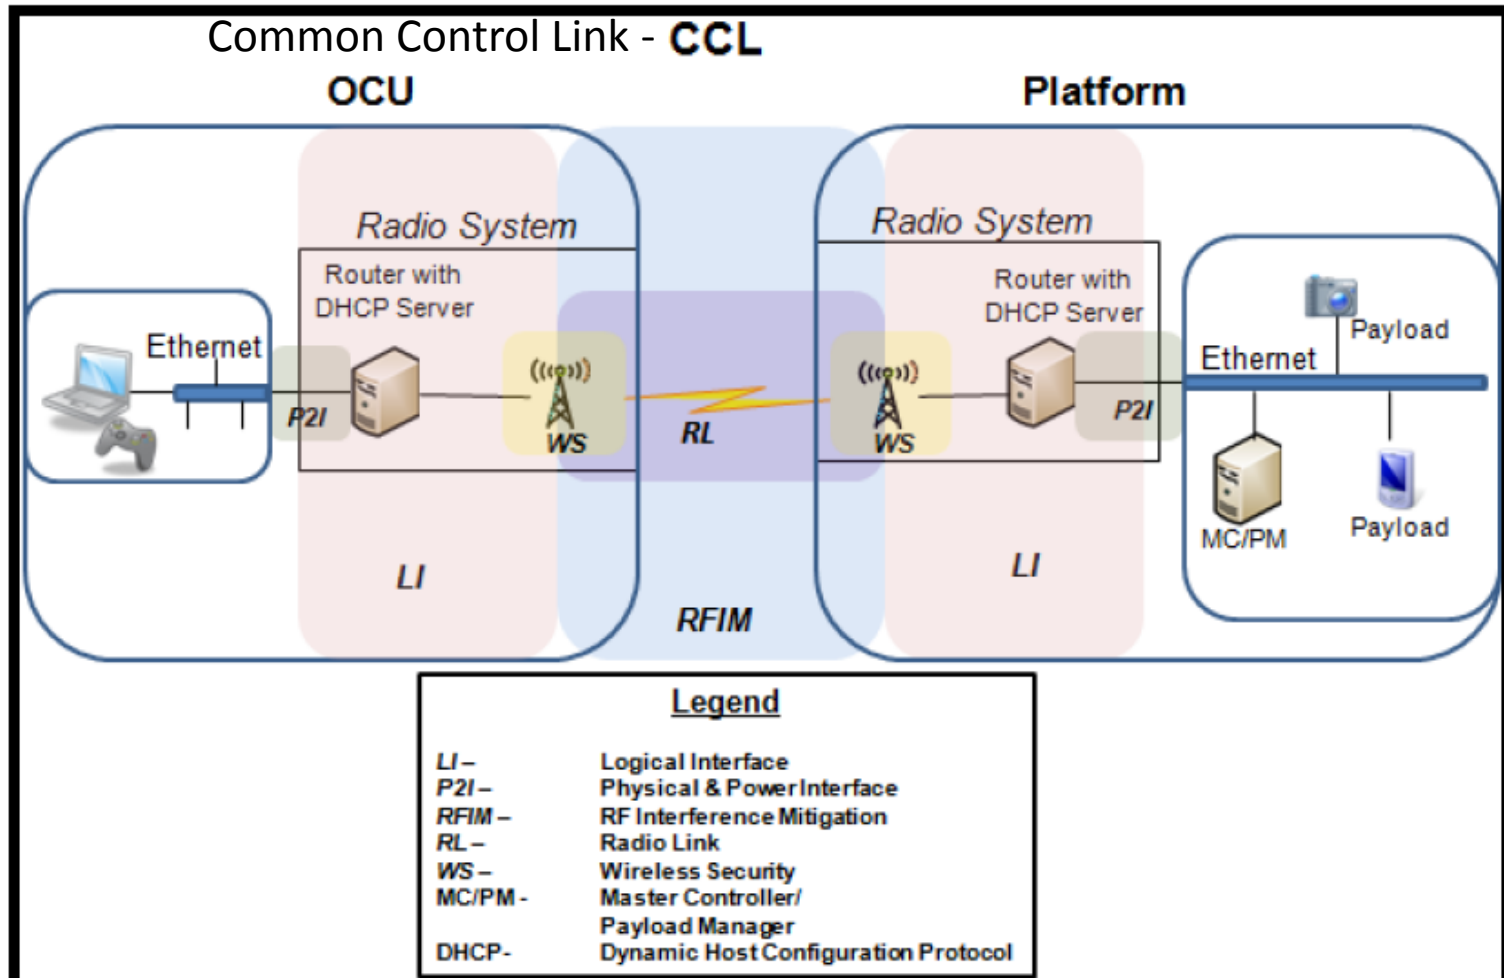 Common Control Link - CCL
OCU
Platform
Radio System
Router with
DHCP Server
Ethernet
P2I
WS
LI
RL
RFIM
Radio System
Router with
DHCP Server
WS
P2I
LI
Ethernet
Payload
MC/PM
Payload
Legend
LI – Logical Interface
P2I – Physical & Power Interface
RFIM – RF Interference Mitigation
RL – Radio Link
WS – Wireless Security
MC/PM - Master Controller/
Payload Manager
DHCP- Dynamic Host Configuration Protocol